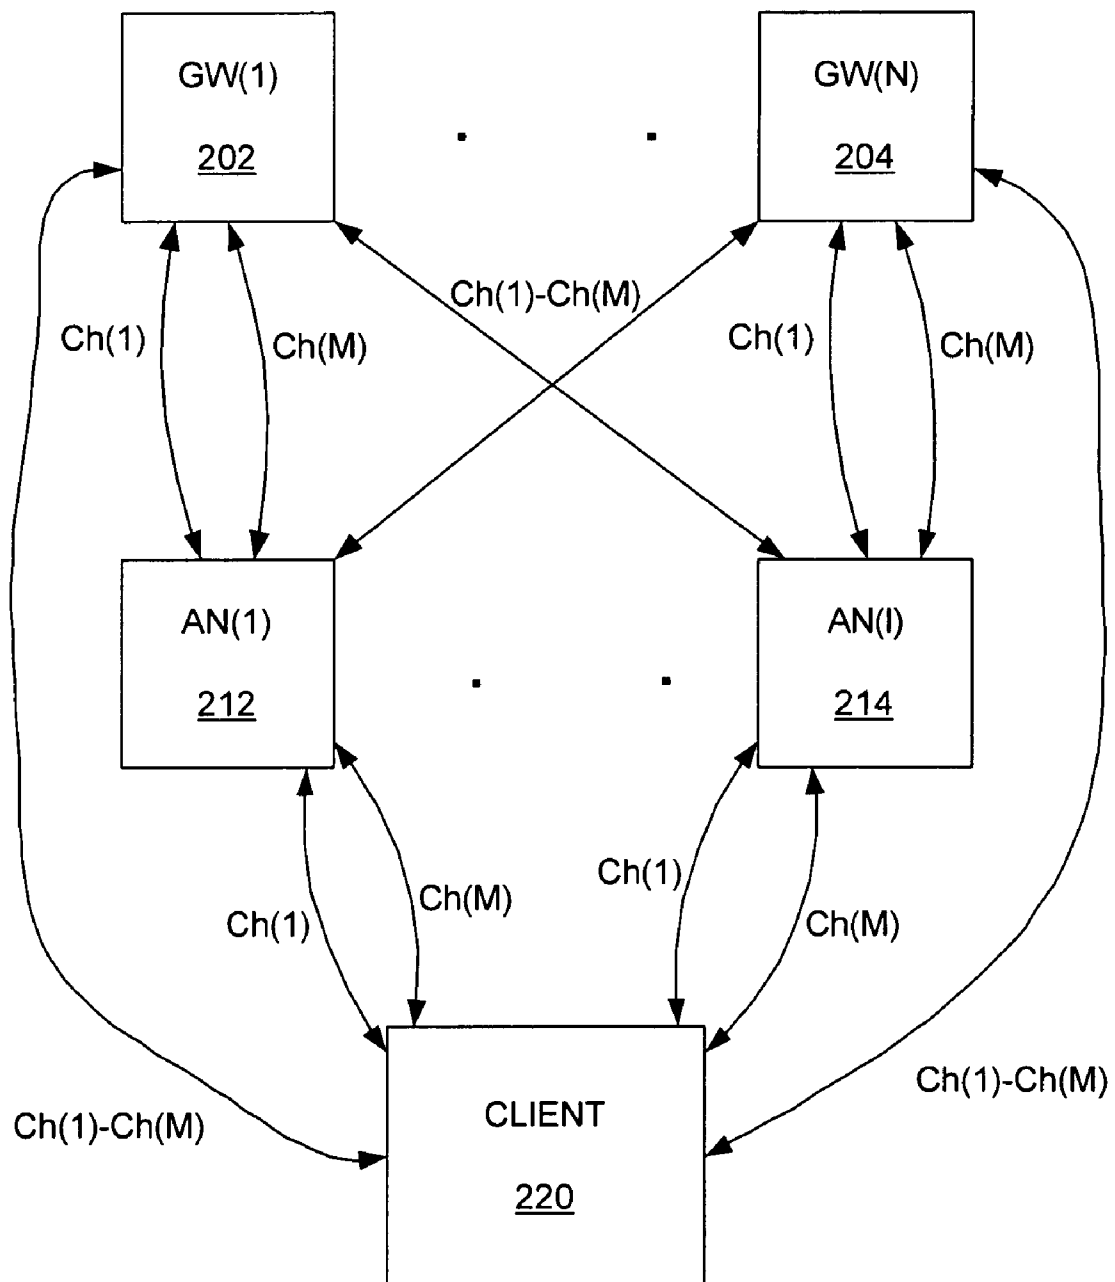 GW(1)
202
GW(N)
204
Ch(1)-Ch(M)
Ch(1)
Ch(M)
Ch(1)
Ch(M)
AN(1)
212
AN(I)
214
Ch(1)
Ch(M)
Ch(1)
Ch(M)
Ch(1)-Ch(M)
Ch(1)-Ch(M)
CLIENT
220